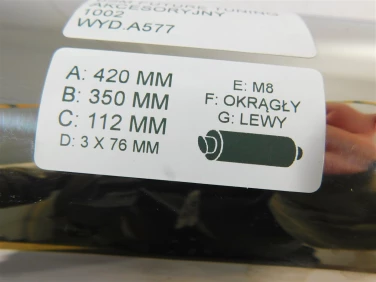 AKCESORYJNY
1002
WYD.A577
A: 420 MM
B: 350 MM
C: 112 MM
D: 3 X 76 MM
E: M8
F: OKRĄGŁY
G: LEWY